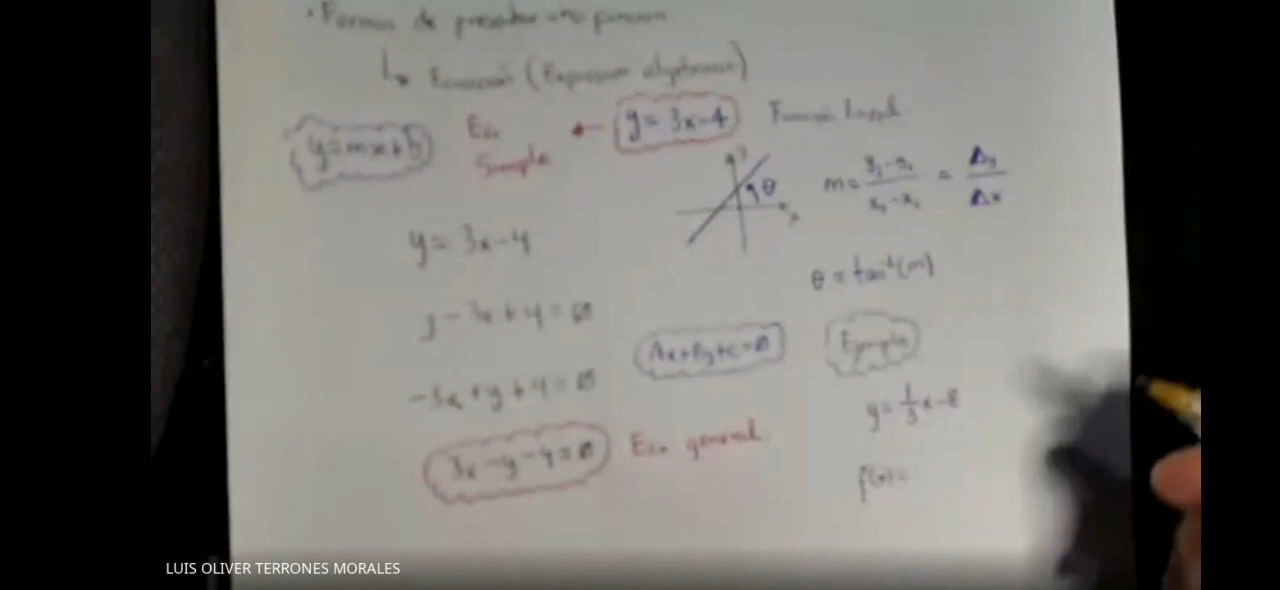 • Formas de presentar una función
↳ Ecuación (Expresión algebraica)
y=mx+b
Ecu Simple ← y = 3x-4 Función lineal
y
θ
x
m = y₂-y₁ / x₂-x₁ = Δy / Δx
y = 3x-4
θ = tan⁻¹(m)
y-3x+4=0
Ax+By+C=0
Ejemplo
-3x+y+4=0
y = 1/3 x-8
3x-y-4=0 Ecu general
f(x)=
LUIS OLIVER TERRONES MORALES